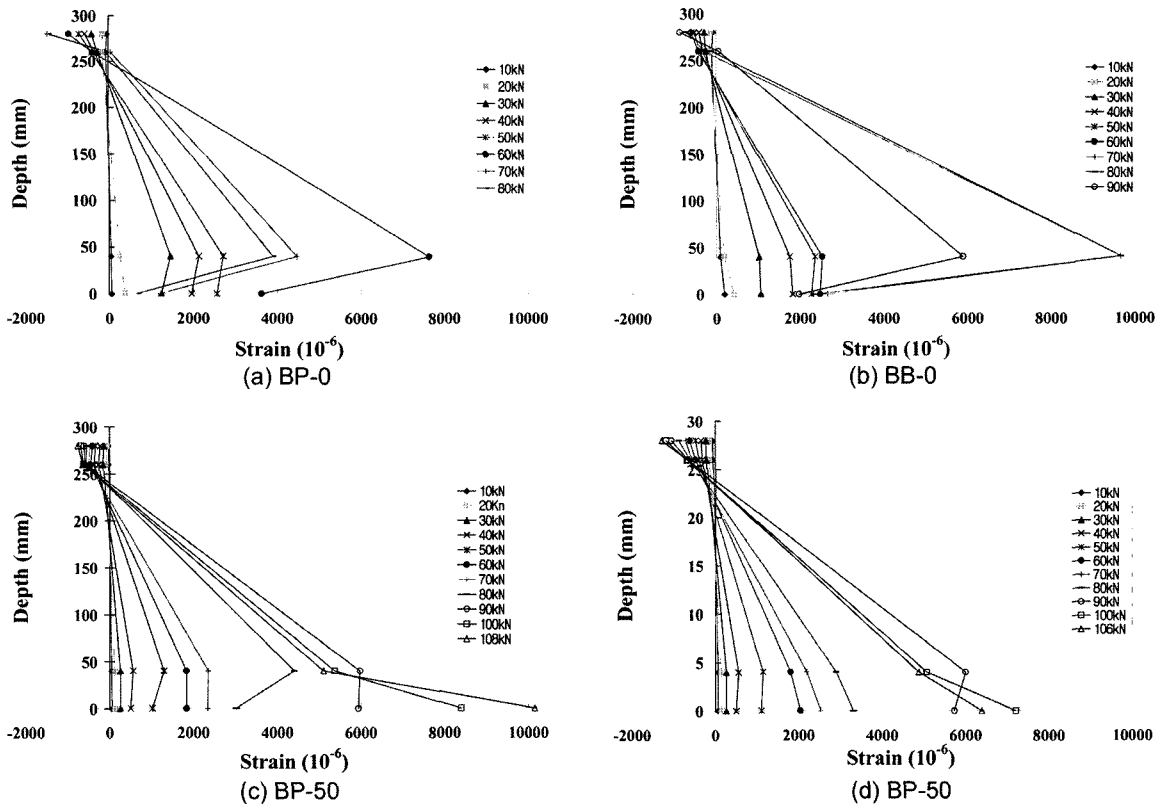 300
250
200
150
100
50
0
Depth (mm)
-2000 0 2000 4000 6000 8000 10000
Strain (10⁻⁶)
10kN
20kN
30kN
40kN
50kN
60kN
70kN
80kN
(a) BP-0
300
250
200
150
100
50
0
Depth (mm)
-2000 0 2000 4000 6000 8000 10000
Strain (10⁻⁶)
10kN
20kN
30kN
40kN
50kN
60kN
70kN
80kN
90kN
(b) BB-0
300
250
200
150
100
50
0
Depth (mm)
-2000 0 2000 4000 6000 8000 10000
Strain (10⁻⁶)
10kN
20Kn
30kN
40kN
50kN
60kN
70kN
80kN
90kN
100kN
108kN
(c) BP-50
30
25
20
15
10
5
0
Depth (mm)
-2000 0 2000 4000 6000 8000 10000
Strain (10⁻⁶)
10kN
20kN
30kN
40kN
50kN
60kN
70kN
80kN
90kN
100kN
106kN
(d) BP-50